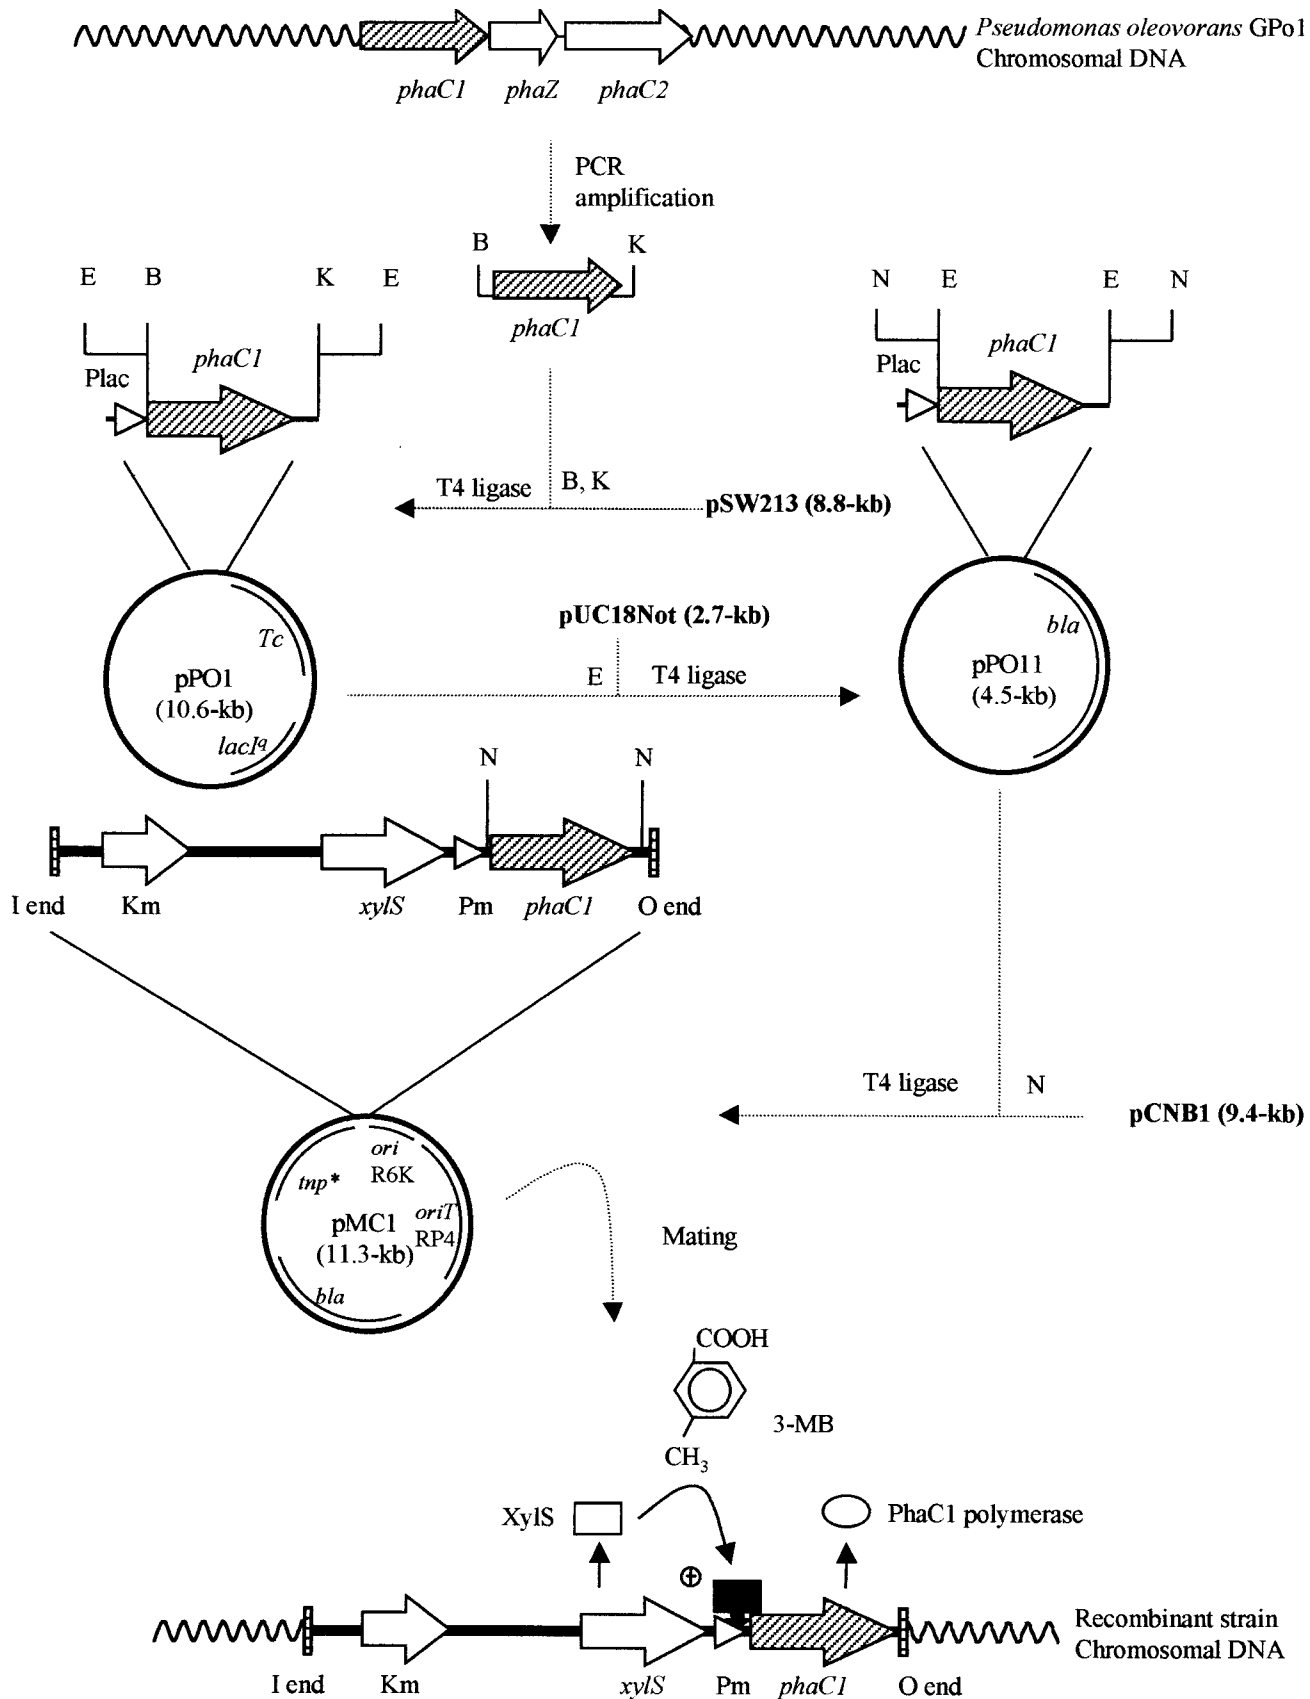 Pseudomonas oleovorans GPo1
Chromosomal DNA
phaC1 phaZ phaC2
PCR
amplification
B K
phaC1
E B K E
phaC1
Plac
N E E N
phaC1
Plac
T4 ligase B, K
pSW213 (8.8-kb)
pUC18Not (2.7-kb)
E T4 ligase
Tc
pPO1
(10.6-kb)
lacIq
bla
pPO11
(4.5-kb)
N N
I end Km xylS Pm phaC1 O end
T4 ligase N
pCNB1 (9.4-kb)
ori
R6K
tnp*
oriT
RP4
pMC1
(11.3-kb)
bla
Mating
COOH
3-MB
CH3
XylS
PhaC1 polymerase
+
Recombinant strain
Chromosomal DNA
I end Km xylS Pm phaC1 O end